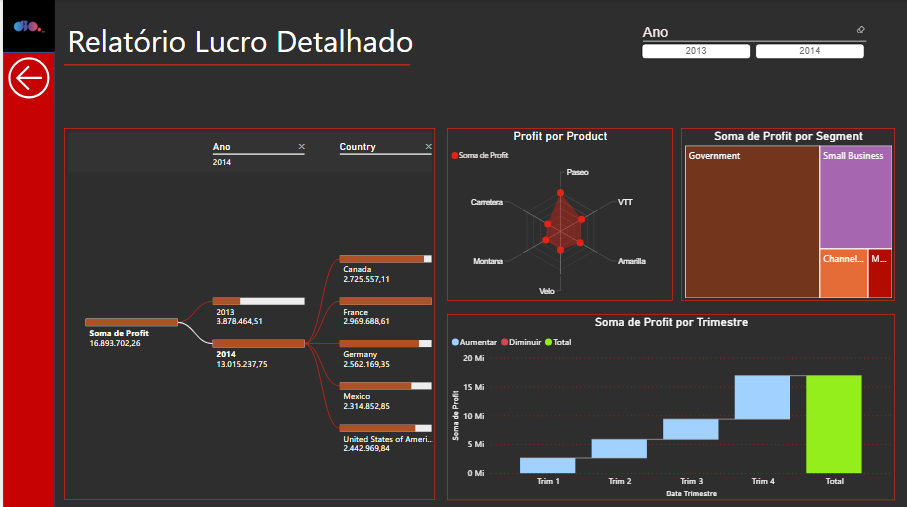 dio.
Relatório Lucro Detalhado
Ano
2013
2014
Ano
2014
Country
Soma de Profit
16.893.702,26
2013
3.878.464,51
2014
13.015.237,75
Canada
2.725.557,11
France
2.969.688,61
Germany
2.562.169,35
Mexico
2.314.852,85
United States of Ameri...
2.442.969,84
Profit por Product
Soma de Profit
Paseo
VTT
Amarilla
Velo
Montana
Carretera
Soma de Profit por Segment
Government
Small Business
Channel...
M...
Soma de Profit por Trimestre
Aumentar Diminuir Total
Soma de Profit
20 Mi
15 Mi
10 Mi
5 Mi
0 Mi
Trim 1 Trim 2 Trim 3 Trim 4 Total
Date Trimestre